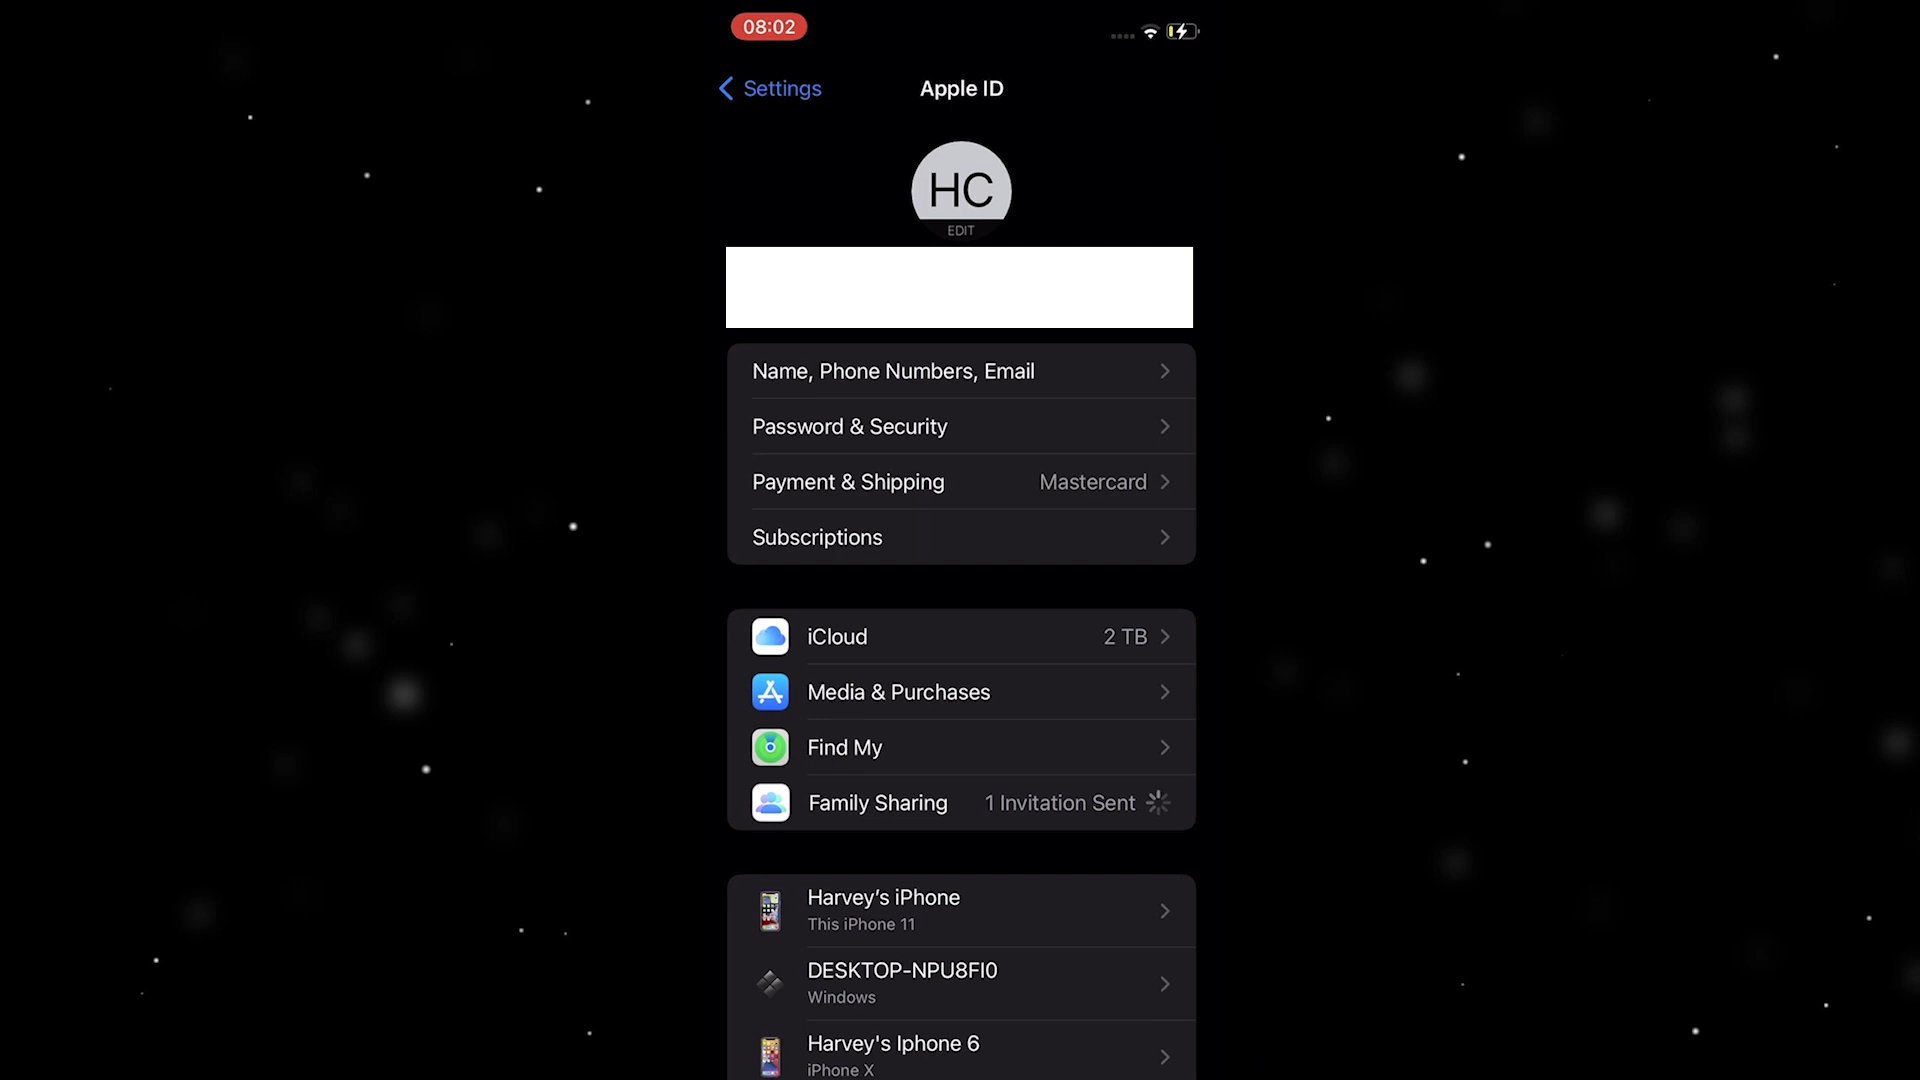 08:02
Settings
Apple ID
HC
EDIT
Name, Phone Numbers, Email
Password & Security
Payment & Shipping Mastercard
Subscriptions
iCloud 2 TB
Media & Purchases
Find My
Family Sharing 1 Invitation Sent
Harvey’s iPhone
This iPhone 11
DESKTOP-NPU8FI0
Windows
Harvey's Iphone 6
iPhone X